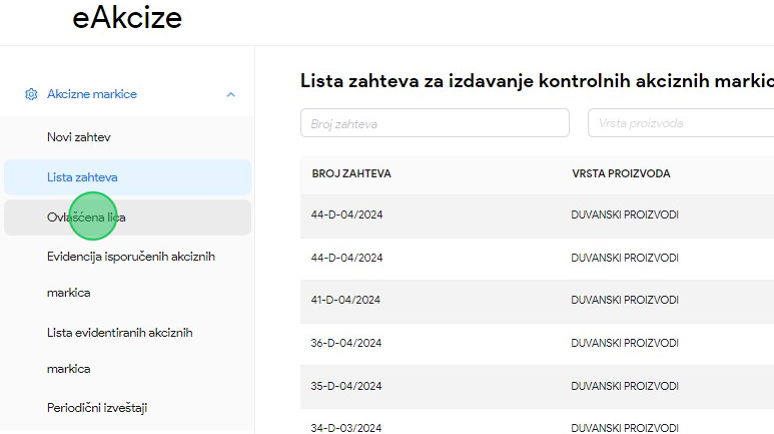 eAkcize
Akcizne markice
Novi zahtev
Lista zahteva
Ovlašćena lica
Evidencija isporučenih akciznih
markica
Lista evidentiranih akciznih
markica
Periodični izveštaji
Lista zahteva za izdavanje kontrolnih akciznih markic
Broj zahteva
Vrsta proizvoda
BROJ ZAHTEVA VRSTA PROIZVODA
44-D-04/2024 DUVANSKI PROIZVODI
44-D-04/2024 DUVANSKI PROIZVODI
41-D-04/2024 DUVANSKI PROIZVODI
36-D-04/2024 DUVANSKI PROIZVODI
35-D-04/2024 DUVANSKI PROIZVODI
34-D-03/2024 DUVANSKI PROIZVODI